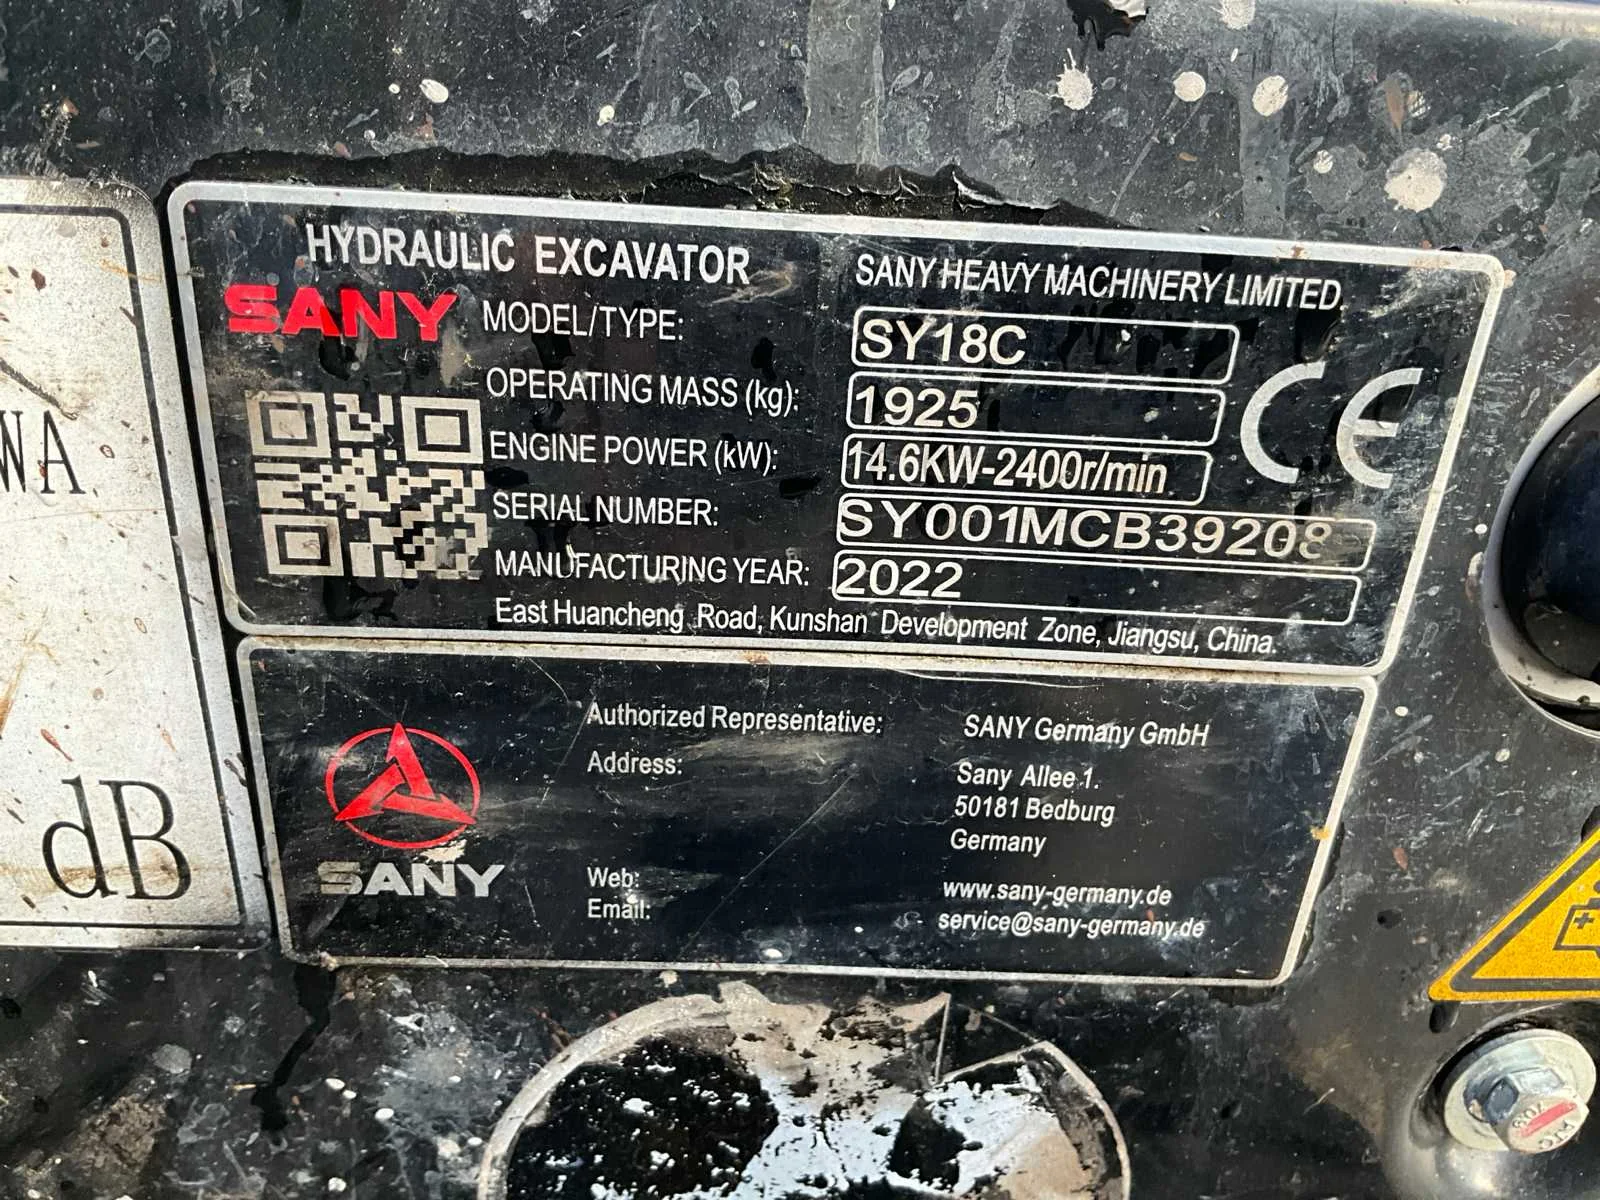 HYDRAULIC EXCAVATOR
SANY HEAVY MACHINERY LIMITED.
SANY
MODEL/TYPE: SY18C
OPERATING MASS (kg): 1925
ENGINE POWER (kW): 14.6KW-2400r/min
SERIAL NUMBER: SY001MCB39208
MANUFACTURING YEAR: 2022
East Huancheng Road, Kunshan Development Zone, Jiangsu, China.
CE
WA
dB
SANY
Authorized Representative: SANY Germany GmbH
Address: Sany Allee 1.
50181 Bedburg
Germany
Web: www.sany-germany.de
Email: service@sany-germany.de